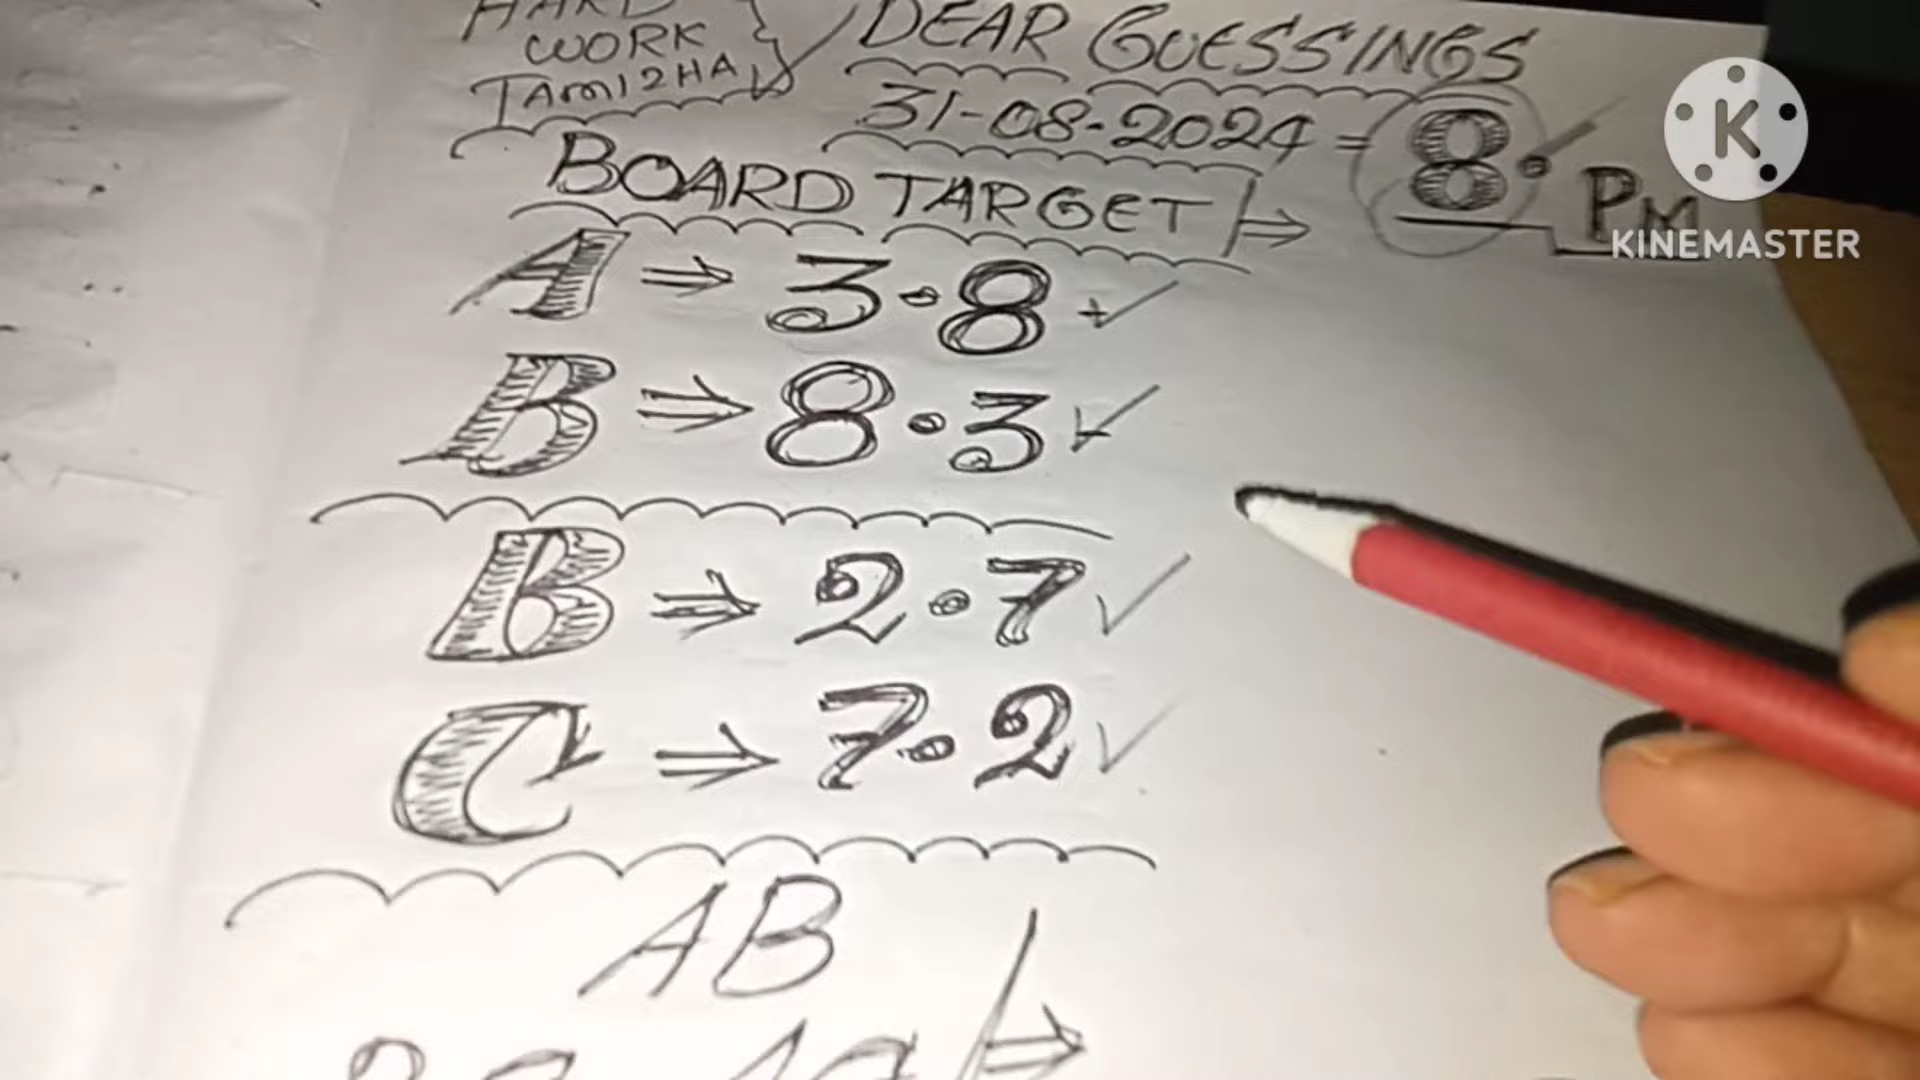 HARD
WORK
TAMI2HA
DEAR GUESSINGS
31-08-2024 = 8. PM
BOARD TARGET
A ⇒ 3.8 ✓
B ⇒ 8.3 ✓
B ⇒ 2.7 ✓
C ⇒ 7.2 ✓
AB ⇒
K
KINEMASTER